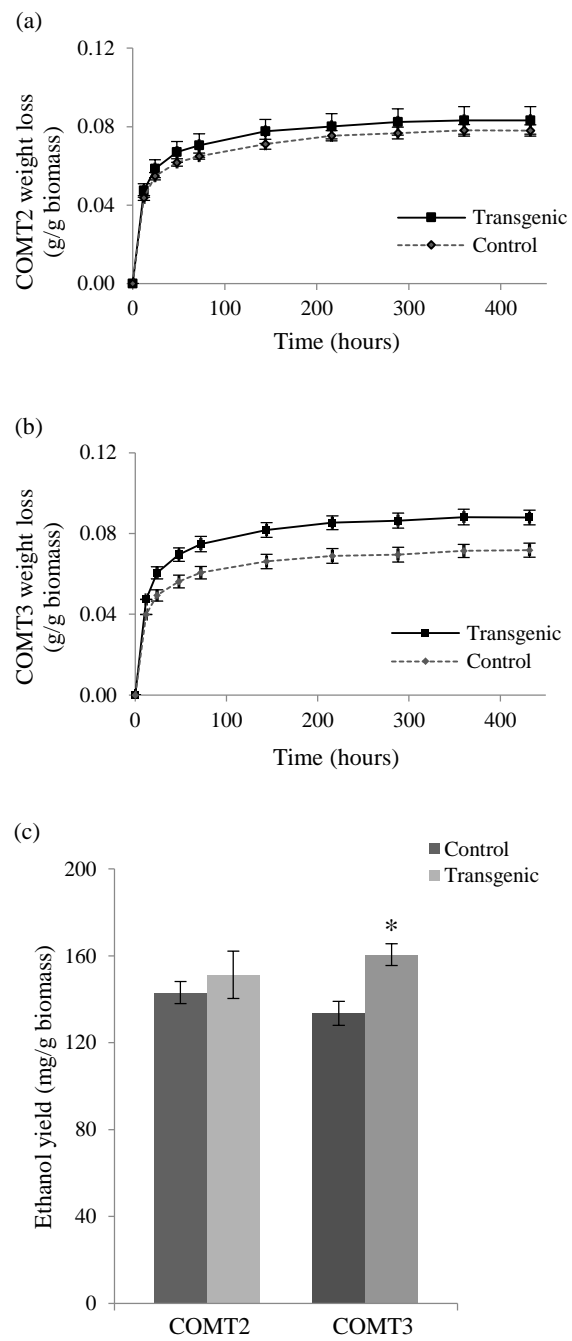 (a)
COMT2 weight loss
(g/g biomass)
0.12
0.08
0.04
0.00
Transgenic
Control
0 100 200 300 400
Time (hours)
(b)
COMT3 weight loss
(g/g biomass)
0.12
0.08
0.04
0.00
Transgenic
Control
0 100 200 300 400
Time (hours)
(c)
Control
Transgenic
Ethanol yield (mg/g biomass)
200
160
120
80
40
0
*
COMT2 COMT3